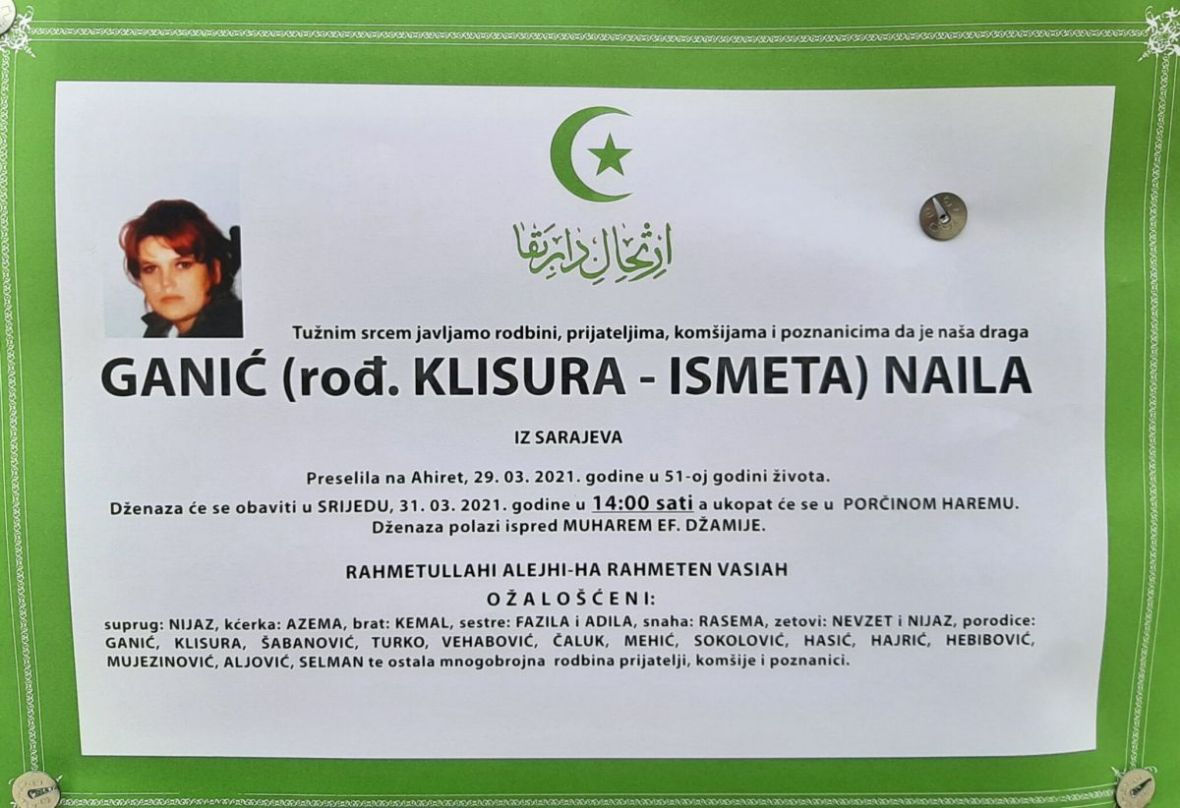 ارتحال دار بقا
Tužnim srcem javljamo rodbini, prijateljima, komšijama i poznanicima da je naša draga
GANIĆ (rođ. KLISURA - ISMETA) NAILA
IZ SARAJEVA
Preselila na Ahiret, 29. 03. 2021. godine u 51-oj godini života.
Dženaza će se obaviti u SRIJEDU, 31. 03. 2021. godine u 14:00 sati a ukopat će se u PORČINOM HAREMU.
Dženaza polazi ispred MUHAREM EF. DŽAMIJE.
RAHMETULLAHI ALEJHI-HA RAHMETEN VASIAH
OŽALOŠĆENI:
suprug: NIJAZ, kćerka: AZEMA, brat: KEMAL, sestre: FAZILA i ADILA, snaha: RASEMA, zetovi: NEVZET i NIJAZ, porodice:
GANIĆ, KLISURA, ŠABANOVIĆ, TURKO, VEHABOVIĆ, ČALUK, MEHIĆ, SOKOLOVIĆ, HASIĆ, HAJRIĆ, HEBIBOVIĆ,
MUJEZINOVIĆ, ALJOVIĆ, SELMAN te ostala mnogobrojna rodbina prijatelji, komšije i poznanici.